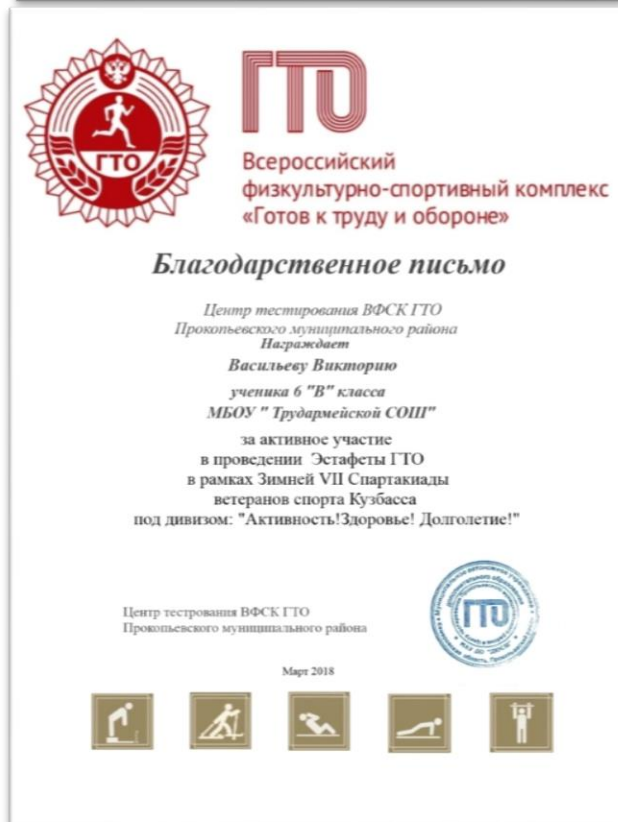 ГТО
ГТО
Всероссийский
физкультурно-спортивный комплекс
«Готов к труду и обороне»
Благодарственное письмо
Центр тестирования ВФСК ГТО
Прокопьевского муниципального района
Награждает
Васильеву Викторию
ученика 6 "В" класса
МБОУ " Трудармейской СОШ"
за активное участие
в проведении Эстафеты ГТО
в рамках Зимней VII Спартакиады
ветеранов спорта Кузбасса
под дивизом: "Активность!Здоровье! Долголетие!"
Центр тестрования ВФСК ГТО
Прокопьевского муниципального района
ГТО
Март 2018